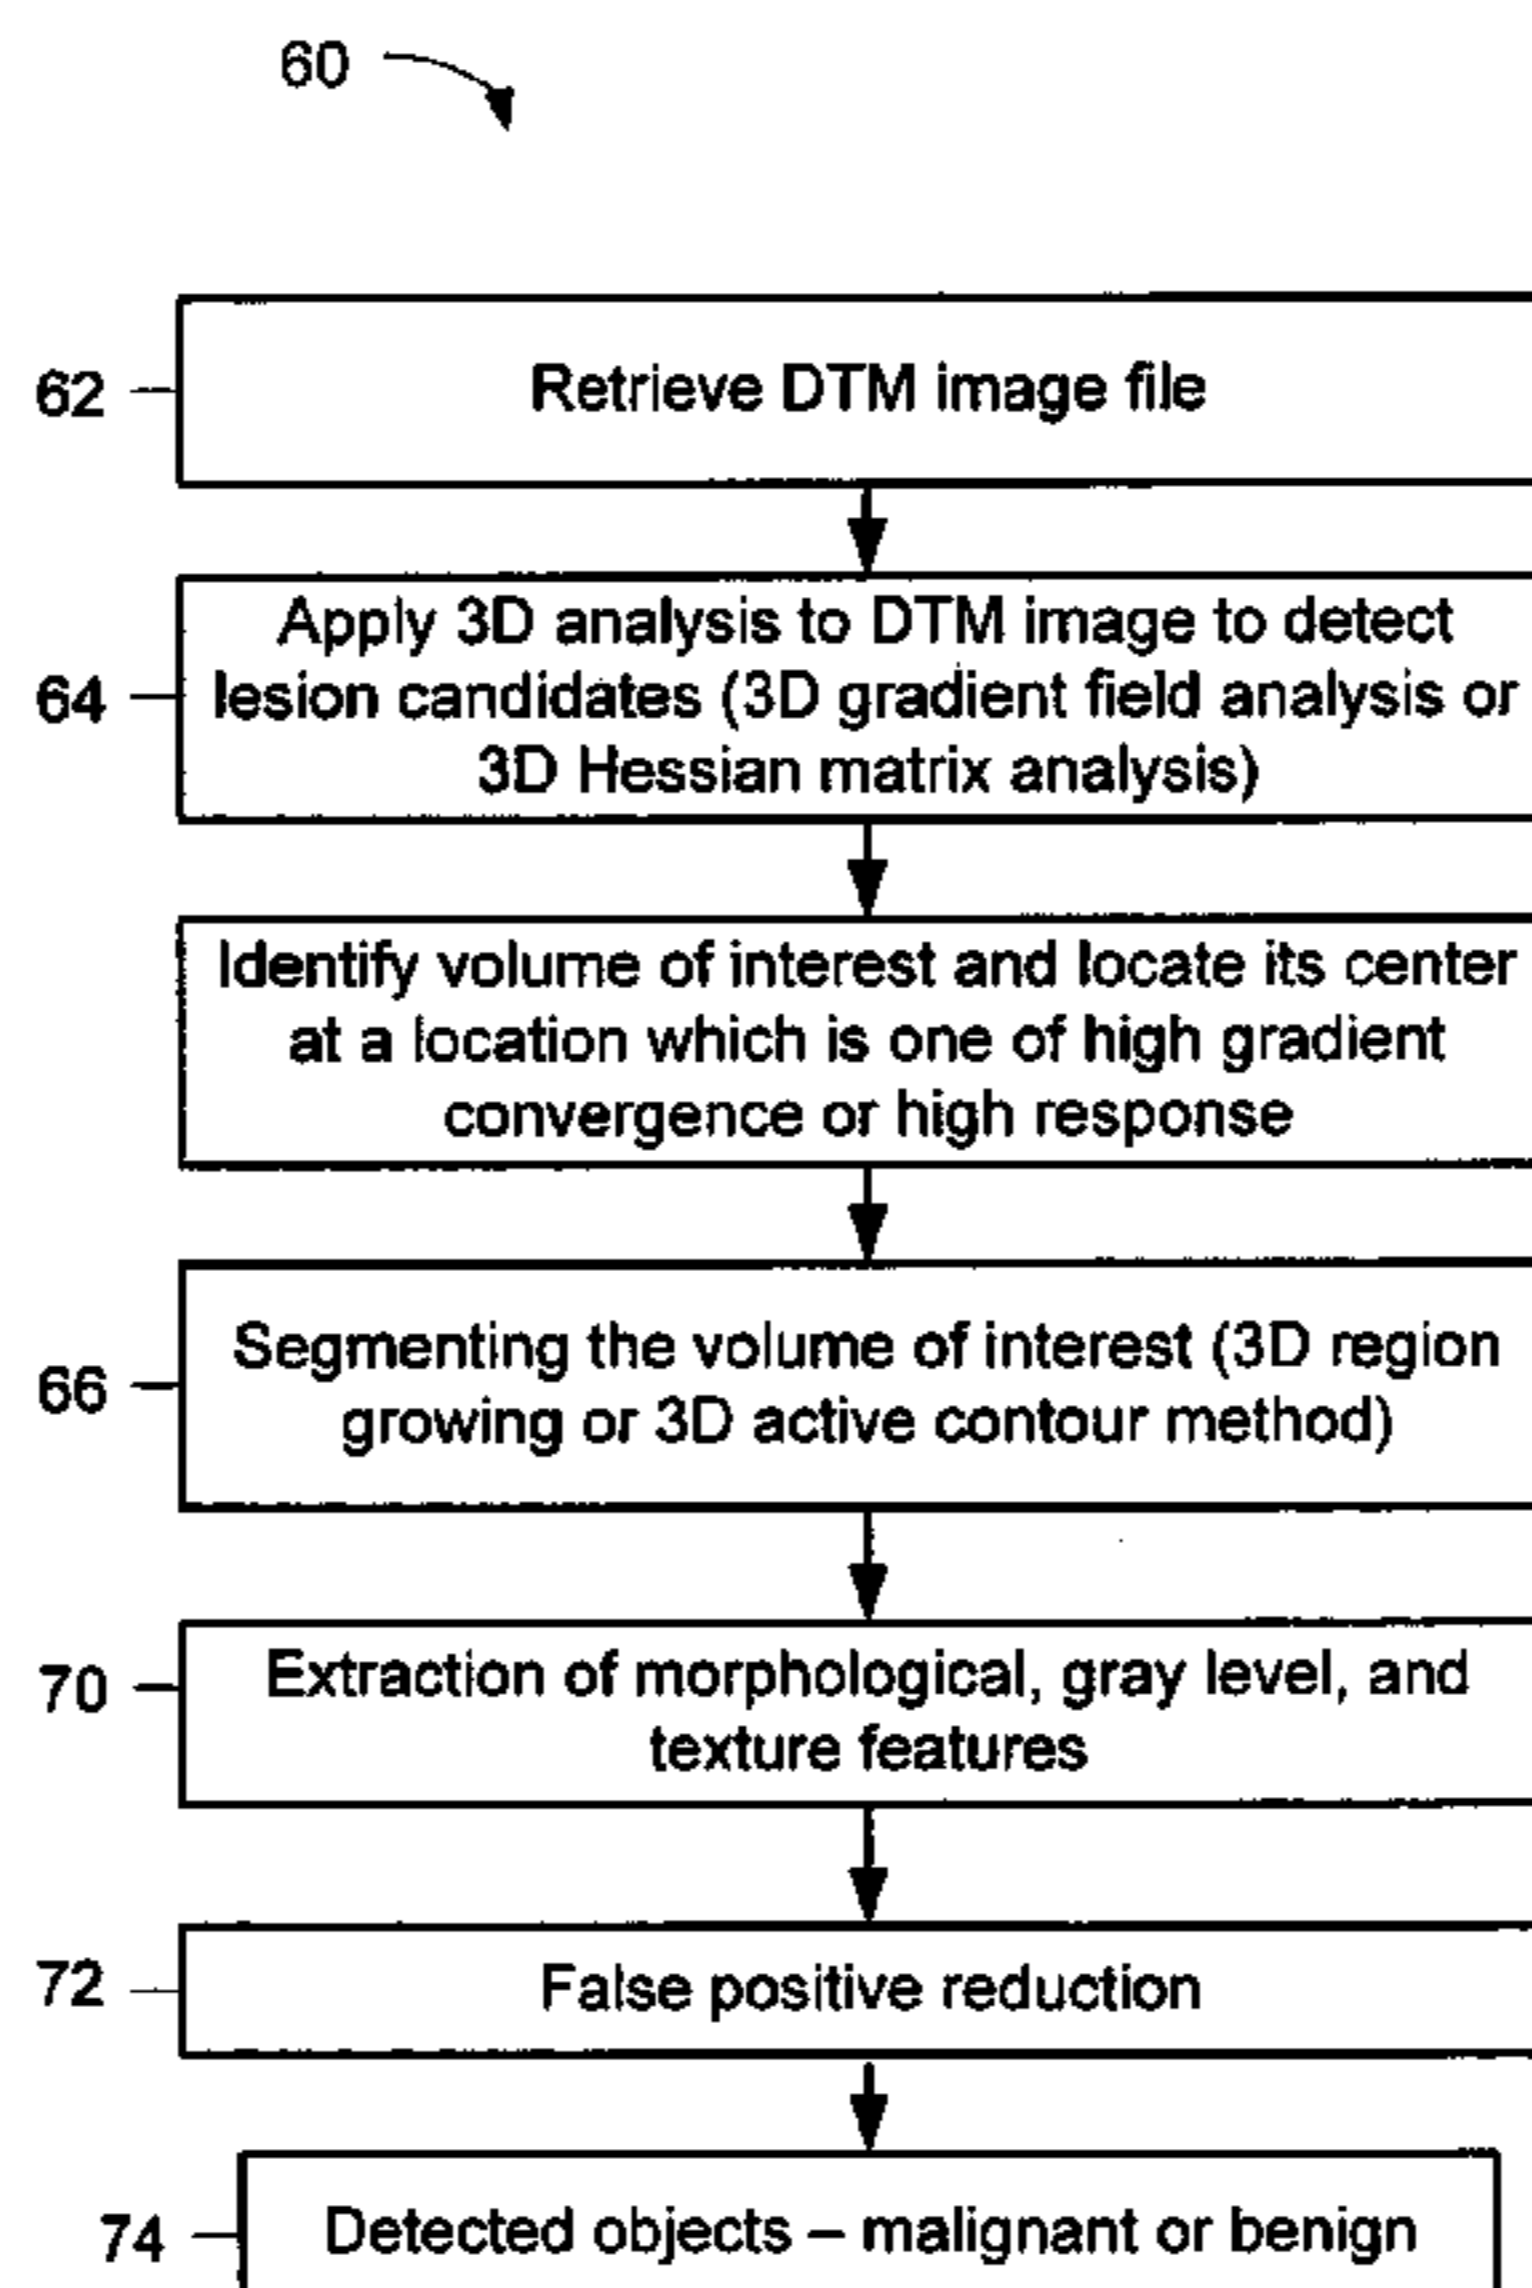 60
62
Retrieve DTM image file
Apply 3D analysis to DTM image to detect
64
lesion candidates (3D gradient field analysis or
3D Hessian matrix analysis)
Identify volume of interest and locate its center
at a location which is one of high gradient
convergence or high response
Segmenting the volume of interest (3D region
66
growing or 3D active contour method)
70
Extraction of morphological, gray level, and
texture features
72
False positive reduction
74
Detected objects – malignant or benign